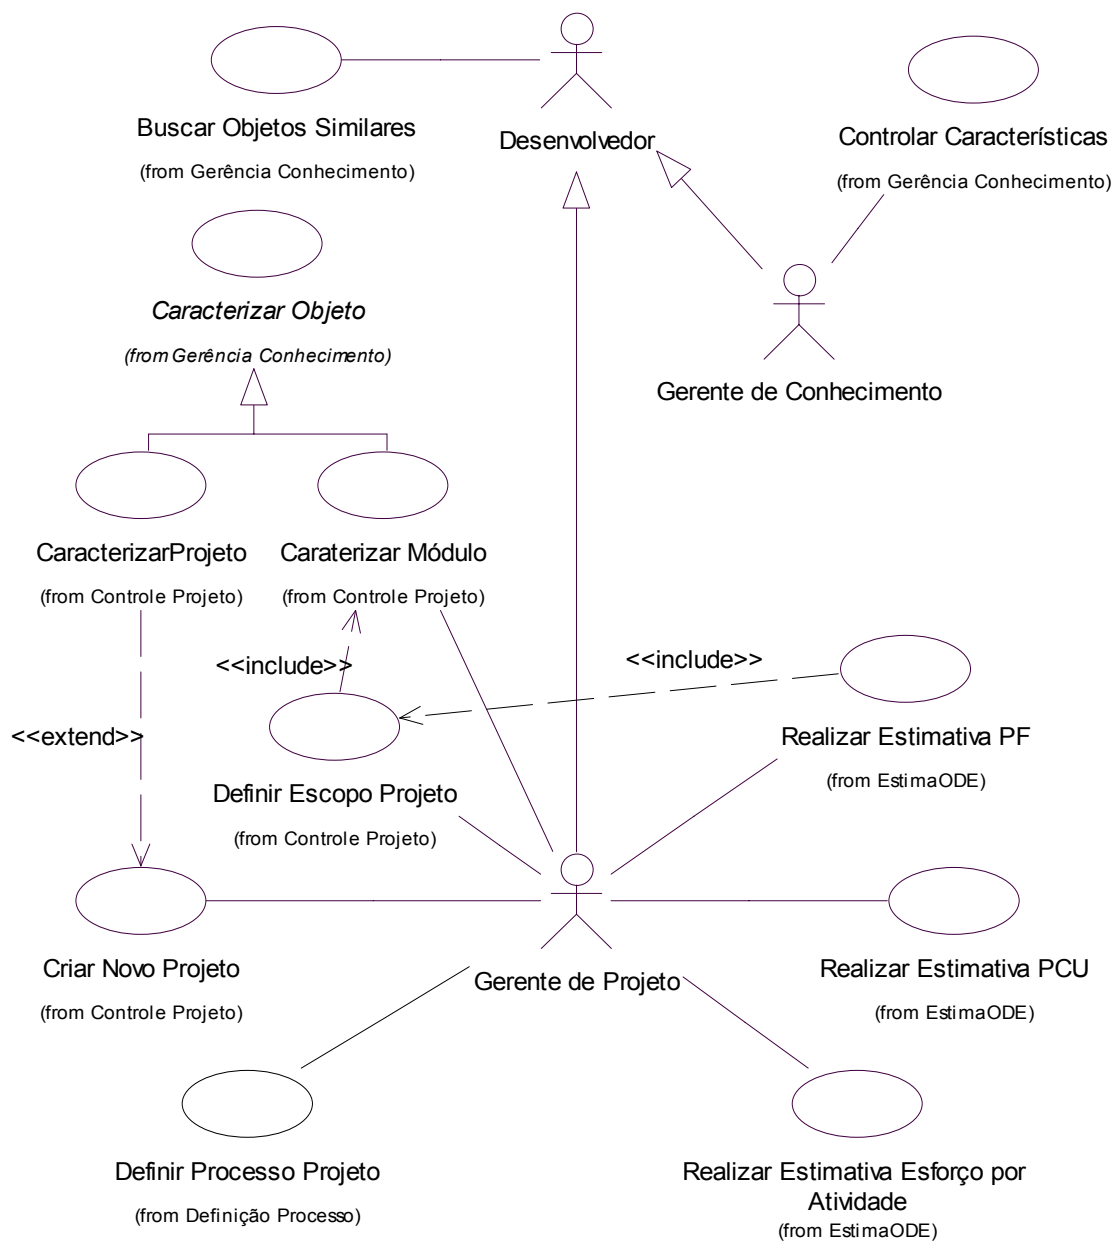 Buscar Objetos Similares
(from Gerência Conhecimento)
Desenvolvedor
Controlar Características
(from Gerência Conhecimento)
Caracterizar Objeto
(from Gerência Conhecimento)
Gerente de Conhecimento
CaracterizarProjeto
(from Controle Projeto)
Caraterizar Módulo
(from Controle Projeto)
<<include>>
<<include>>
<<extend>>
Realizar Estimativa PF
(from EstimaODE)
Definir Escopo Projeto
(from Controle Projeto)
Criar Novo Projeto
(from Controle Projeto)
Gerente de Projeto
Realizar Estimativa PCU
(from EstimaODE)
Definir Processo Projeto
(from Definição Processo)
Realizar Estimativa Esforço por
Atividade
(from EstimaODE)